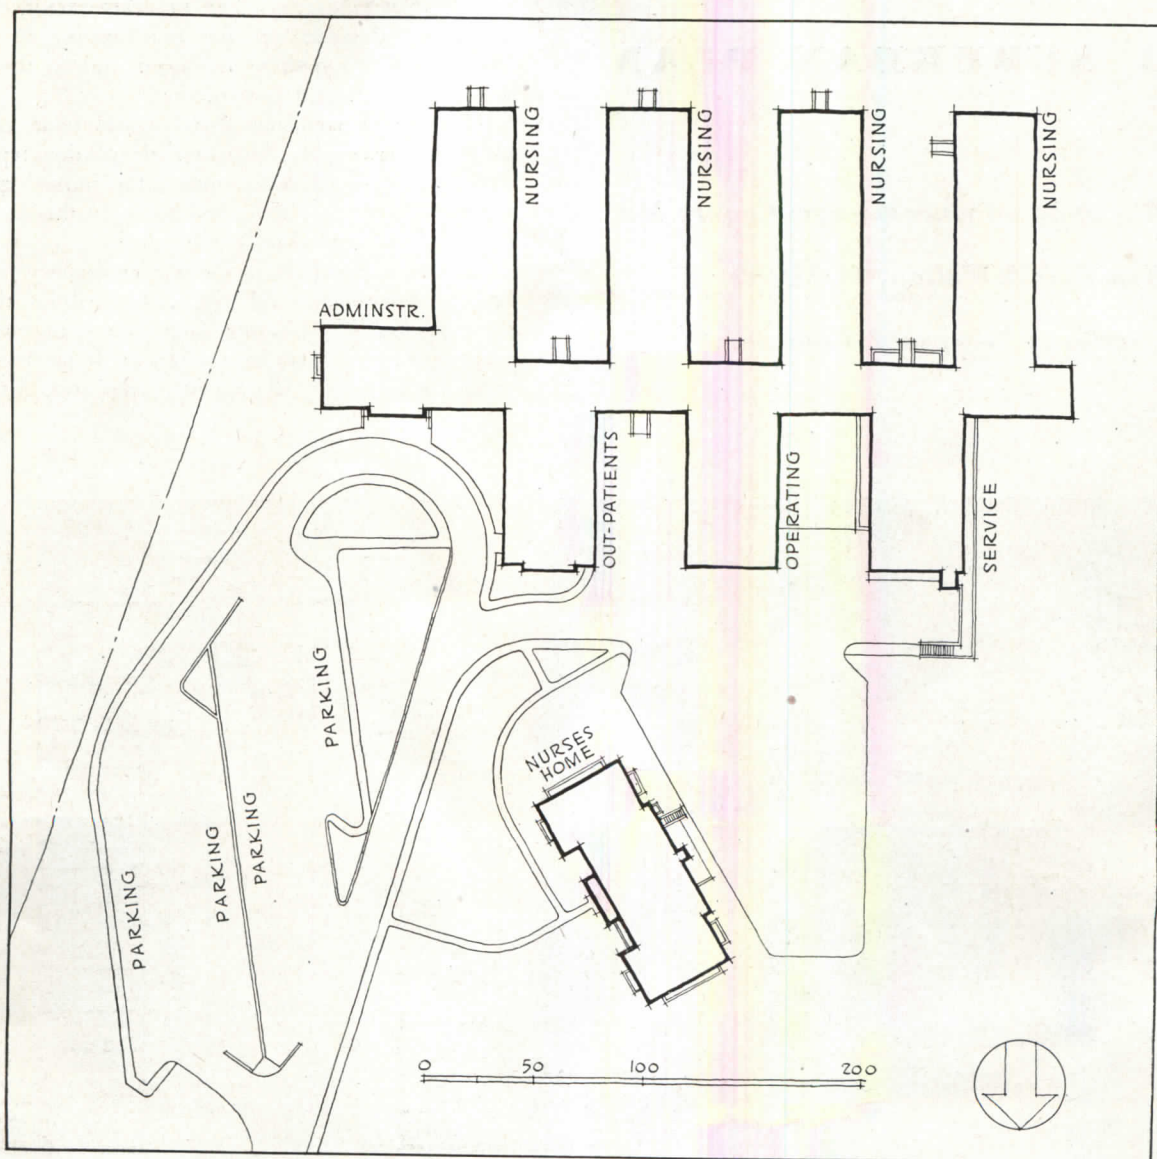 NURSING
NURSING
NURSING
NURSING
ADMINSTR.
OUT-PATIENTS
OPERATING
SERVICE
PARKING
NURSES
HOME
PARKING
PARKING
PARKING
0 50 100 200